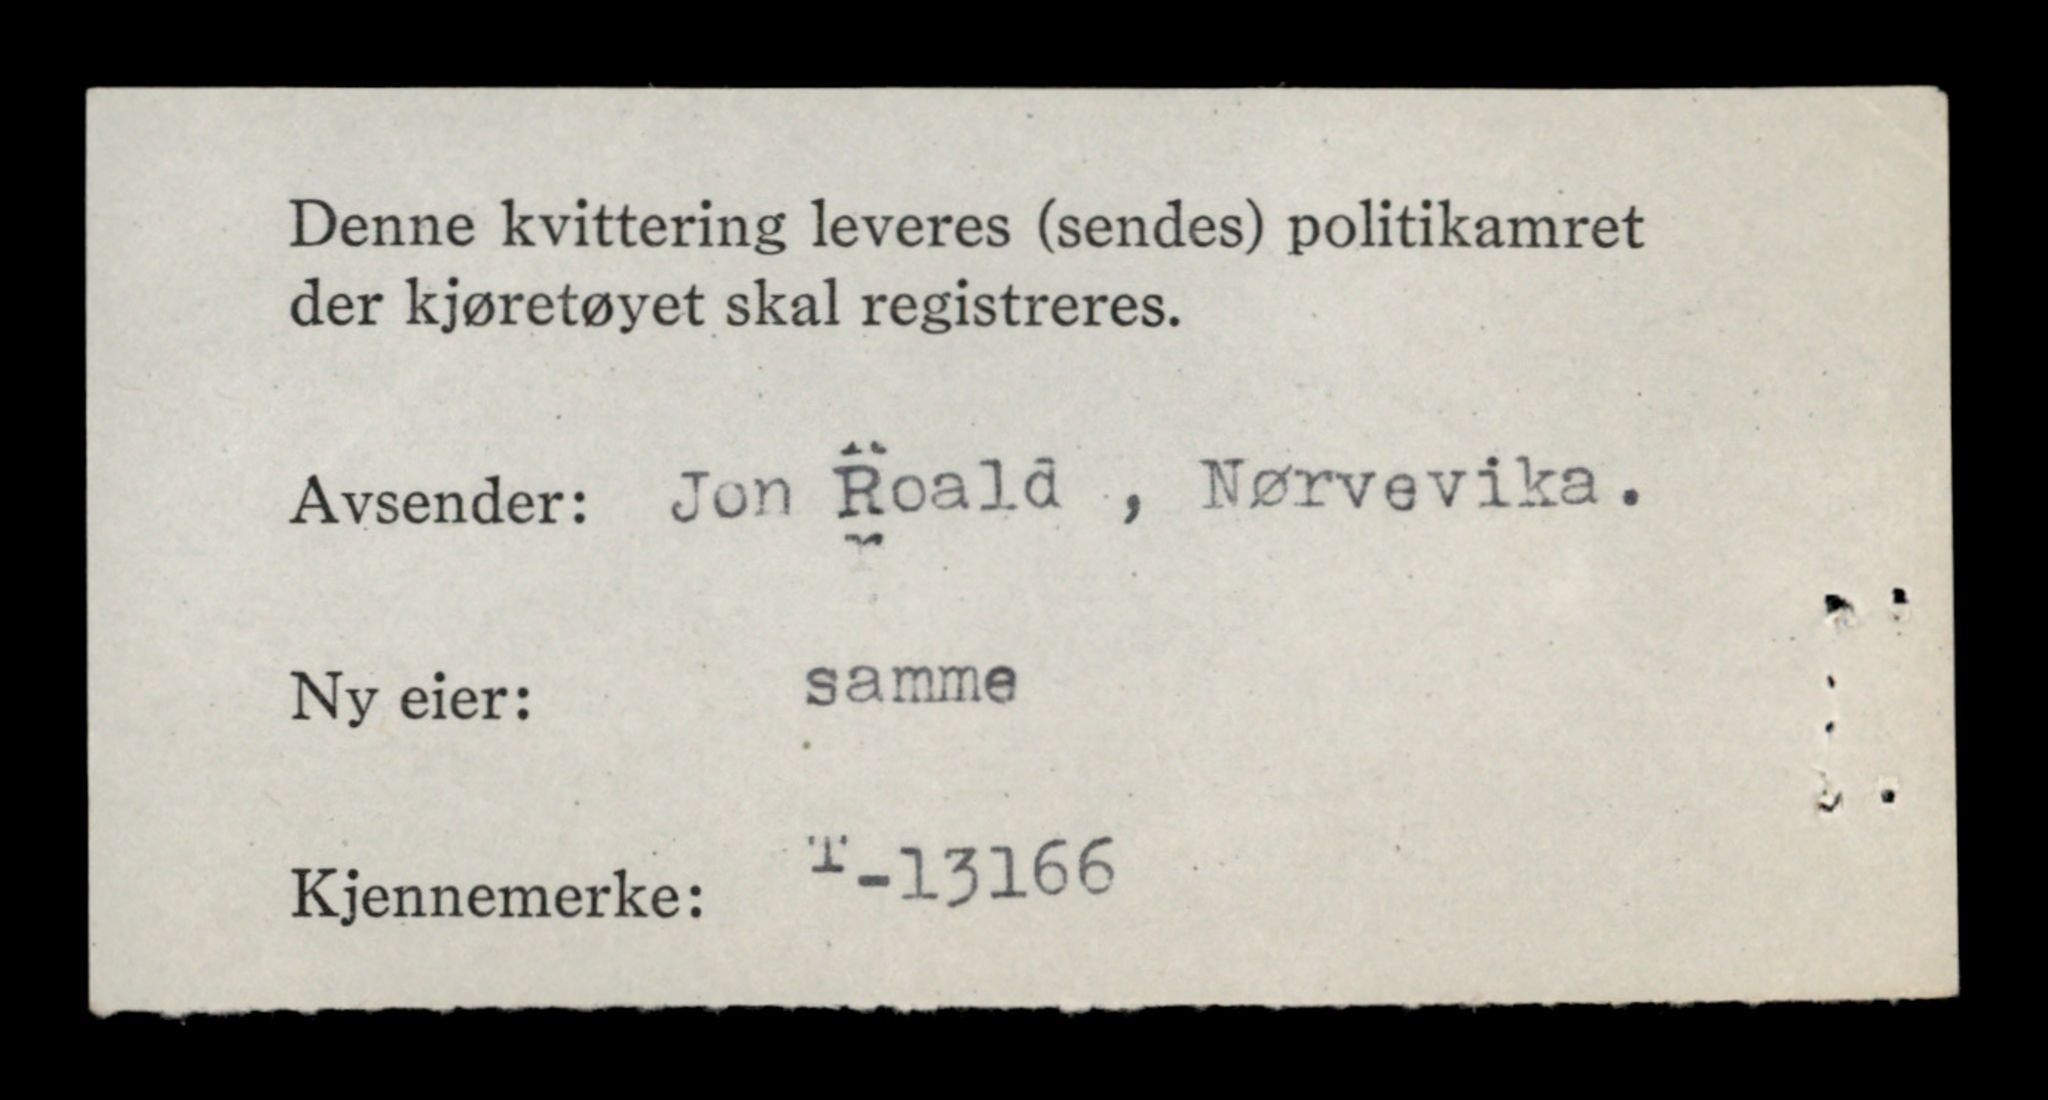 Denne kvittering leveres (sendes) politikamret
der kjøretøyet skal registreres.
Avsender: Jon Roald , Nørvevika.
Ny eier: samme
Kjennemerke: T-13166